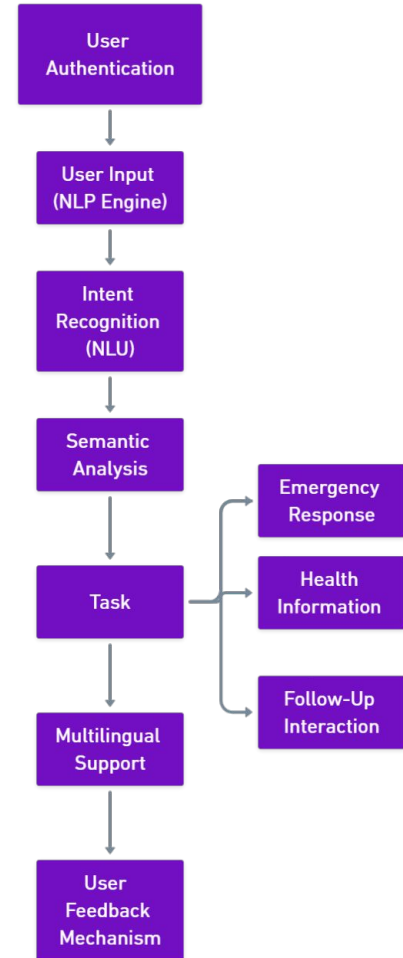 User
Authentication
User Input
(NLP Engine)
Intent
Recognition
(NLU)
Semantic
Analysis
Task
Emergency
Response
Health
Information
Follow-Up
Interaction
Multilingual
Support
User
Feedback
Mechanism